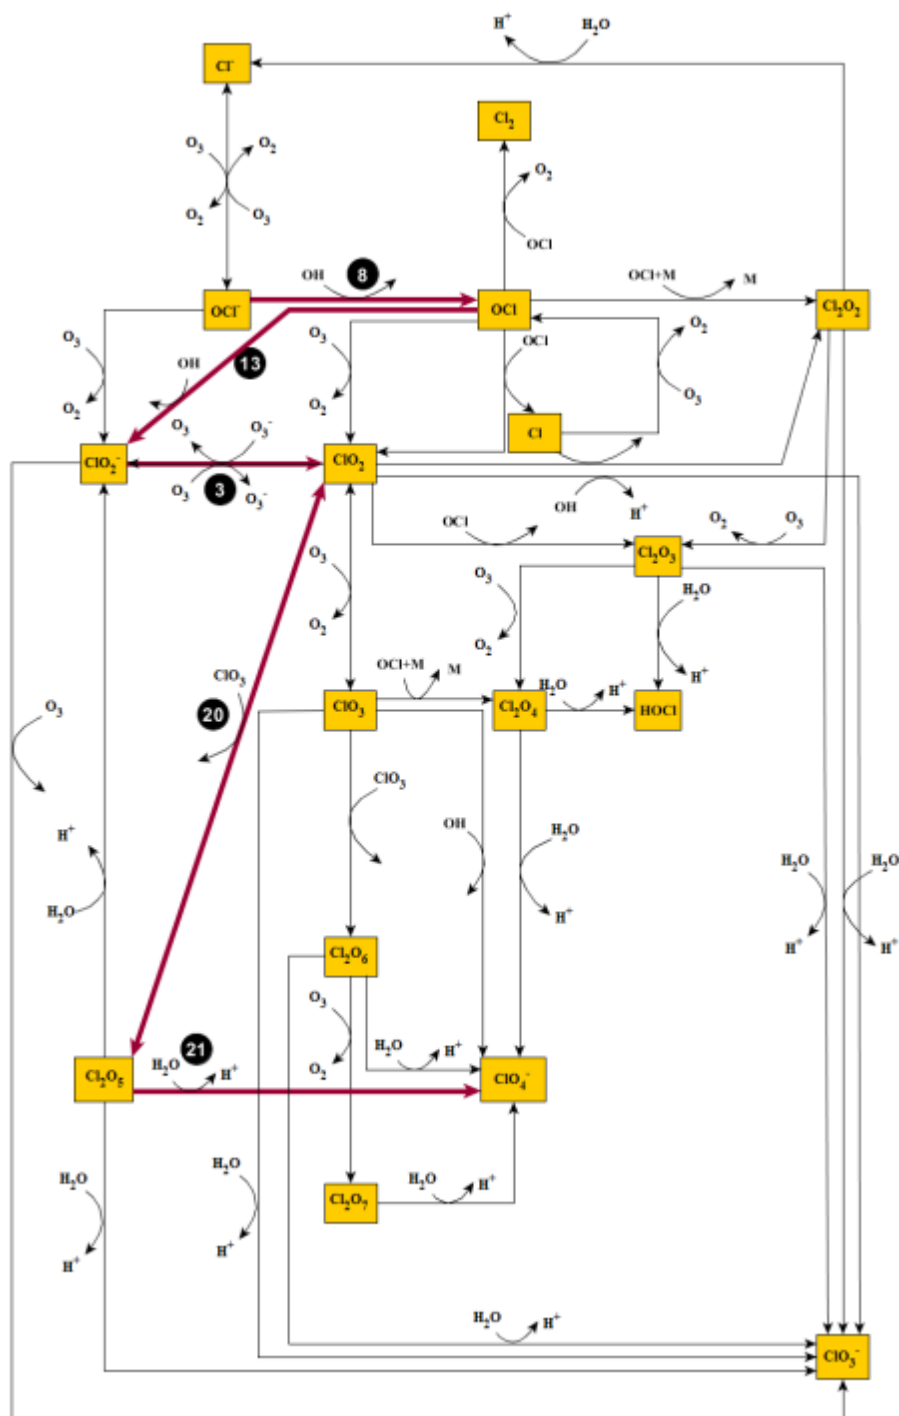 H⁺ H₂O
Cl⁻
Cl₂
O₃ O₂
O₂
O₂ O₃
OCl
OH 8
OCl+M M
OCl⁻ OCl Cl₂O₂
O₃ O₃ OCl O₂
13
OH
O₂ O₂ O₃
O₃ O₃⁻
Cl
ClO₂⁻ ClO₂
O₃ O₃⁻
3
OH H⁺
OCl O₂ O₃
Cl₂O₃
O₃ O₃
H₂O
O₂ O₂
H⁺
ClO₃ OCl+M M
H₂O H⁺
ClO₃ Cl₂O₄ HOCl
O₃ 20
ClO₃
OH H₂O
H⁺
H₂O H₂O
H₂O H⁺
H⁺ H⁺
Cl₂O₆
O₃
21 H₂O H⁺
O₂
Cl₂O₅ H₂O H⁺ ClO₄⁻
H₂O H₂O
H₂O H⁺
Cl₂O₇
H⁺ H⁺
H₂O H⁺
ClO₃⁻